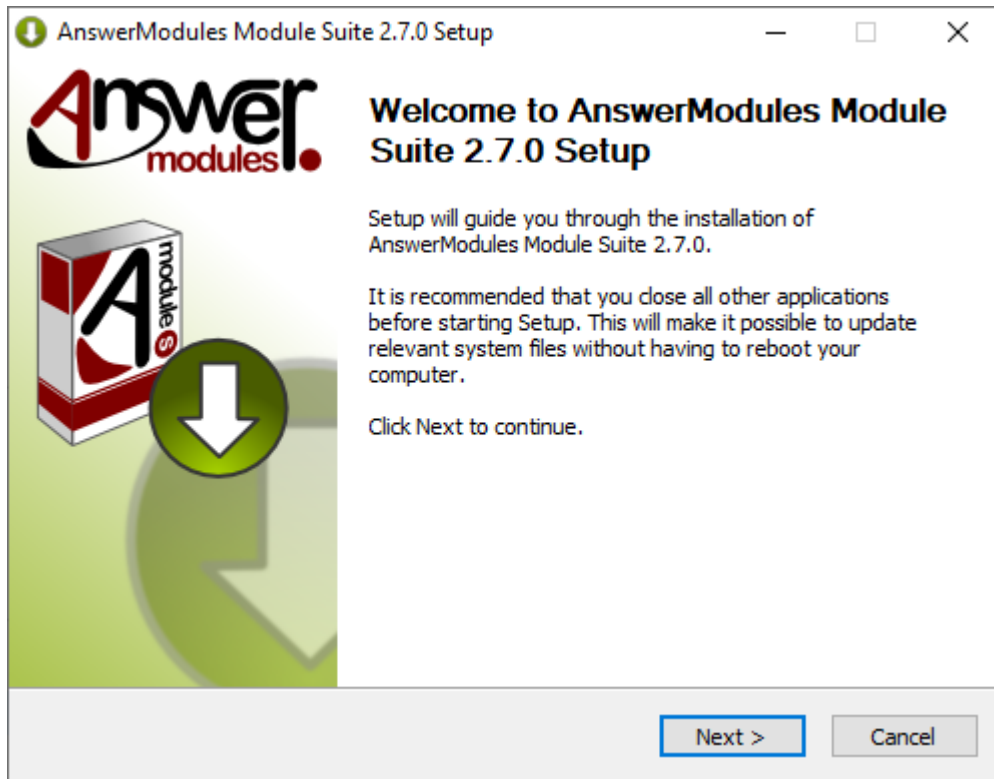 AnswerModules Module Suite 2.7.0 Setup
Answer
modules
Welcome to AnswerModules Module
Suite 2.7.0 Setup
Setup will guide you through the installation of
AnswerModules Module Suite 2.7.0.
It is recommended that you close all other applications
before starting Setup. This will make it possible to update
relevant system files without having to reboot your
computer.
Click Next to continue.
A
module s
Next >
Cancel